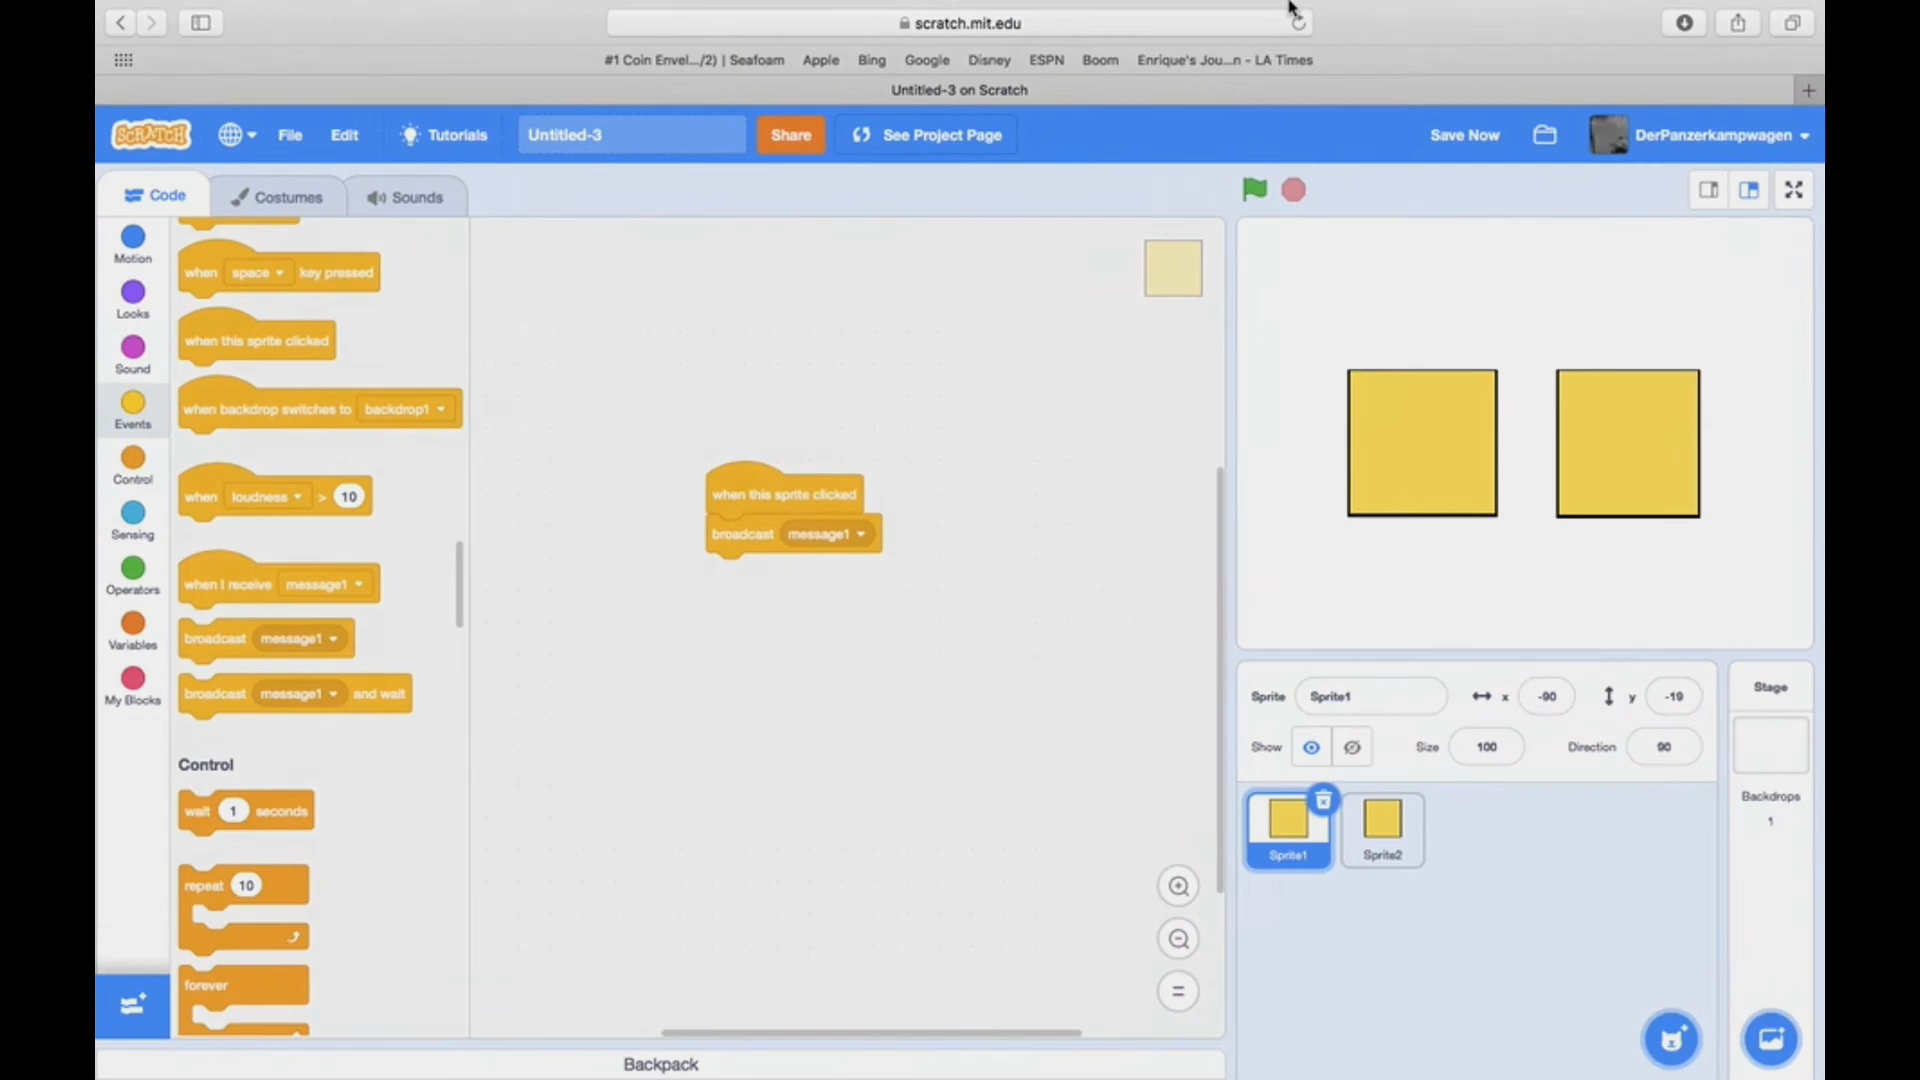 scratch.mit.edu
#1 Coin Envel.../2) | Seafoam Apple Bing Google Disney ESPN Boom Enrique's Jou...n - LA Times
Untitled-3 on Scratch
SCRATCH File Edit Tutorials Untitled-3 Share See Project Page Save Now DerPanzerkampwagen
Code Costumes Sounds
Motion
Looks
Sound
Events
Control
Sensing
Operators
Variables
My Blocks
when space key pressed
when this sprite clicked
when backdrop switches to backdrop1
when loudness > 10
when I receive message1
broadcast message1
broadcast message1 and wait
Control
wait 1 seconds
repeat 10
forever
when this sprite clicked
broadcast message1
Sprite Sprite1 x -90 y -19
Show Size 100 Direction 90
Sprite1 Sprite2
Stage
Backdrops
1
Backpack